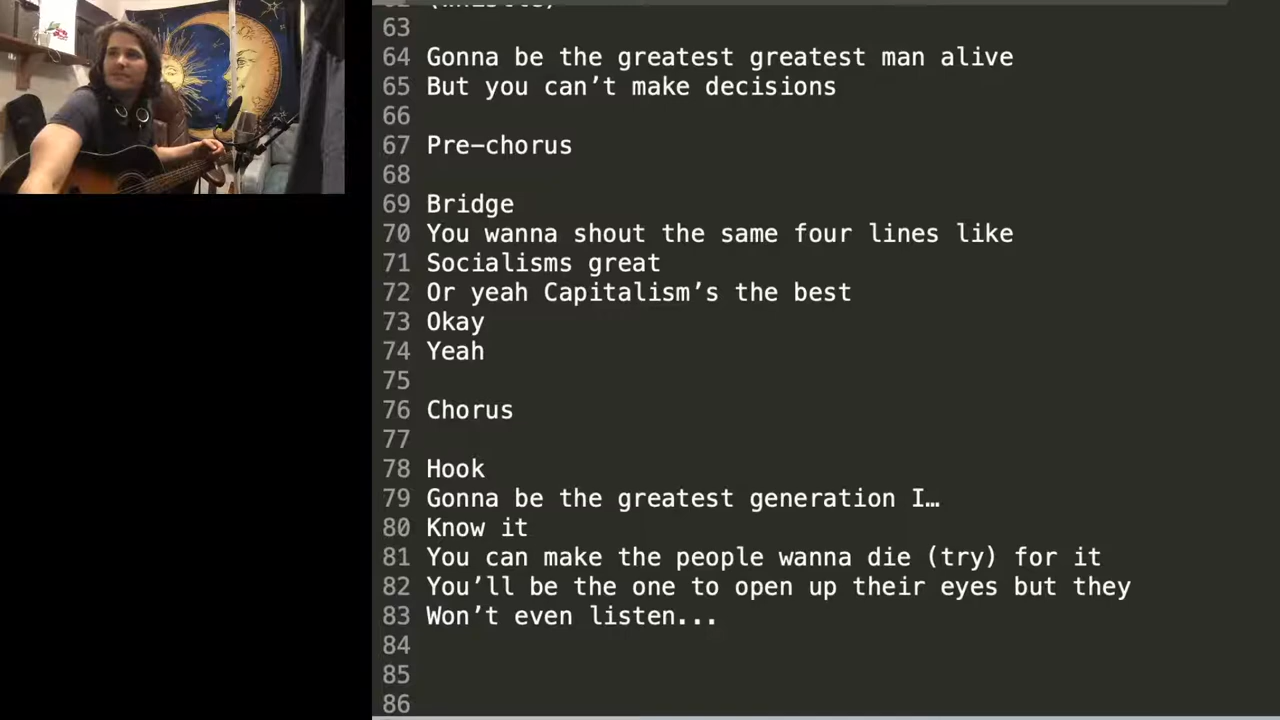 63
64 Gonna be the greatest greatest man alive
65 But you can’t make decisions
66
67 Pre-chorus
68
69 Bridge
70 You wanna shout the same four lines like
71 Socialisms great
72 Or yeah Capitalism’s the best
73 Okay
74 Yeah
75
76 Chorus
77
78 Hook
79 Gonna be the greatest generation I…
80 Know it
81 You can make the people wanna die (try) for it
82 You’ll be the one to open up their eyes but they
83 Won’t even listen...
84
85
86